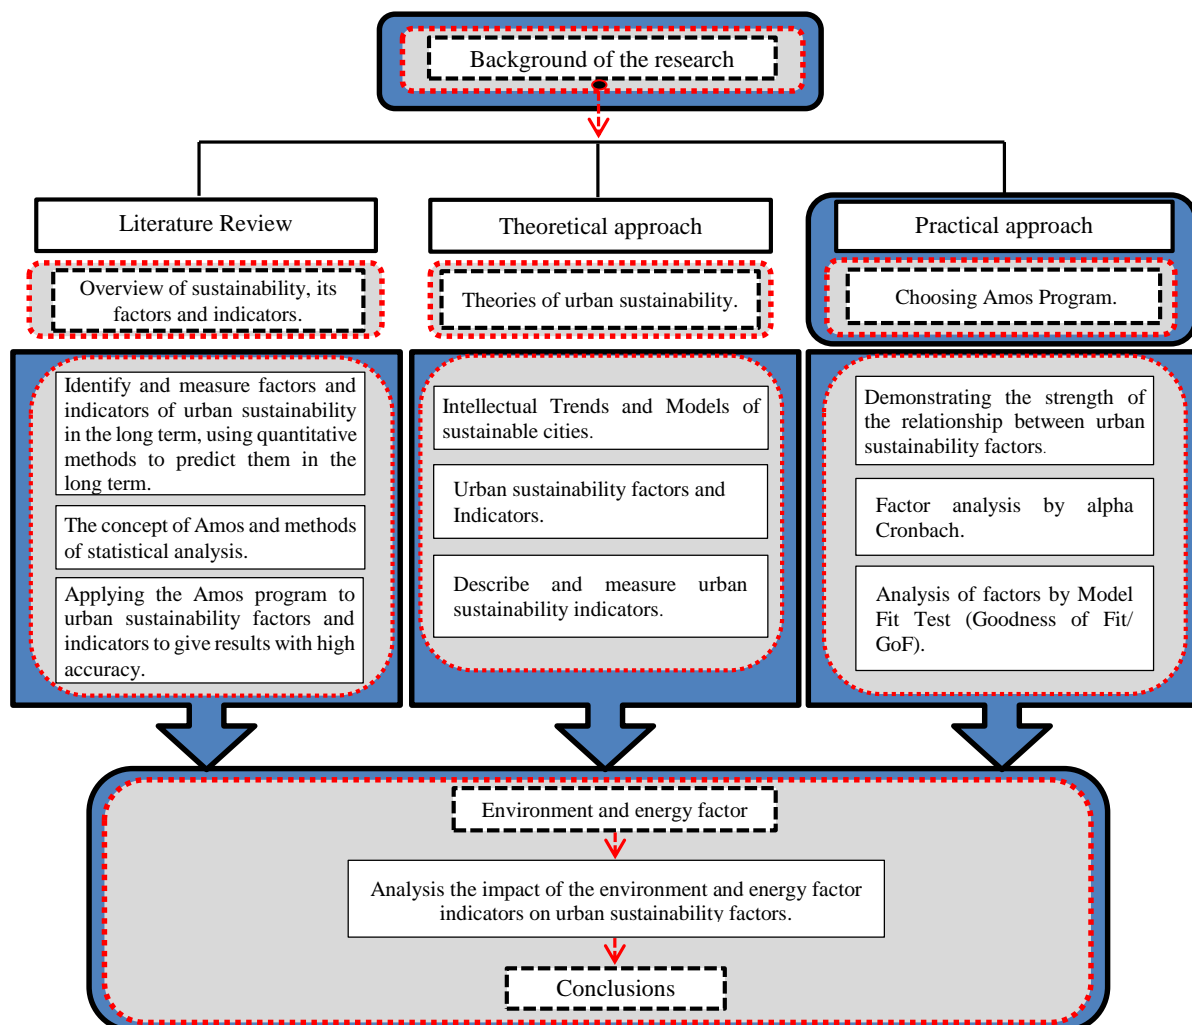 Background of the research
Literature Review
Overview of sustainability, its
factors and indicators.
Identify and measure factors and
indicators of urban sustainability
in the long term, using quantitative
methods to predict them in the
long term.
The concept of Amos and methods
of statistical analysis.
Applying the Amos program to
urban sustainability factors and
indicators to give results with high
accuracy.
Theoretical approach
Theories of urban sustainability.
Intellectual Trends and Models of
sustainable cities.
Urban sustainability factors and
Indicators.
Describe and measure urban
sustainability indicators.
Practical approach
Choosing Amos Program.
Demonstrating the strength of
the relationship between urban
sustainability factors.
Factor analysis by alpha
Cronbach.
Analysis of factors by Model
Fit Test (Goodness of Fit/
GoF).
Environment and energy factor
Analysis the impact of the environment and energy factor
indicators on urban sustainability factors.
Conclusions